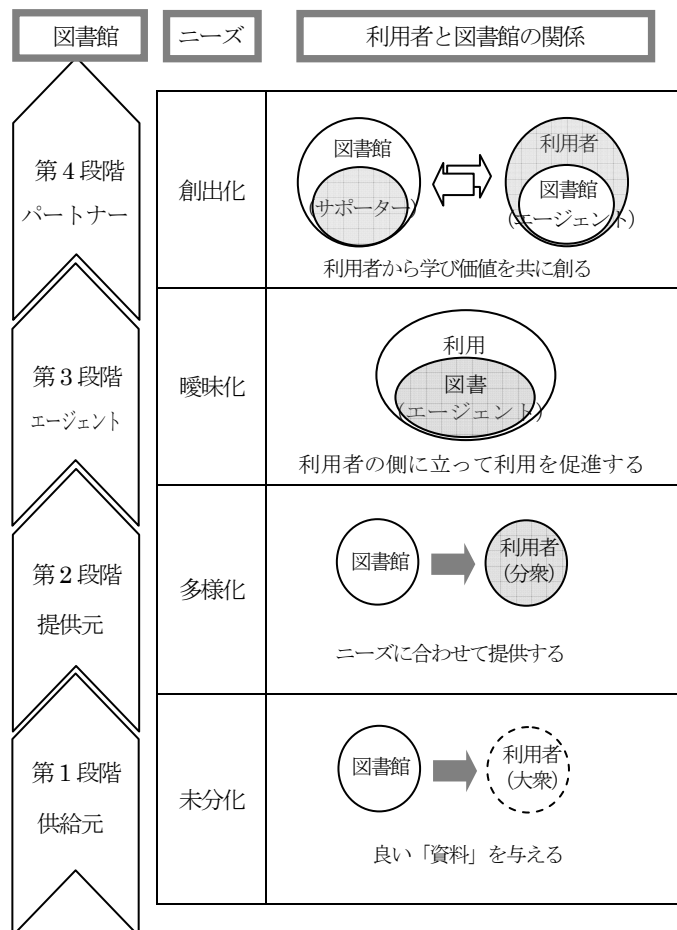 図書館
ニーズ
利用者と図書館の関係
第4段階
パートナー
創出化
図書館
(サポーター)
利用者
図書館
(エージェント)
利用者から学び価値を共に創る
第3段階
エージェント
曖昧化
利用
図書
(エージェント)
利用者の側に立って利用を促進する
第2段階
提供元
多様化
図書館
利用者
(分衆)
ニーズに合わせて提供する
第1段階
供給元
未分化
図書館
利用者
(大衆)
良い「資料」を与える